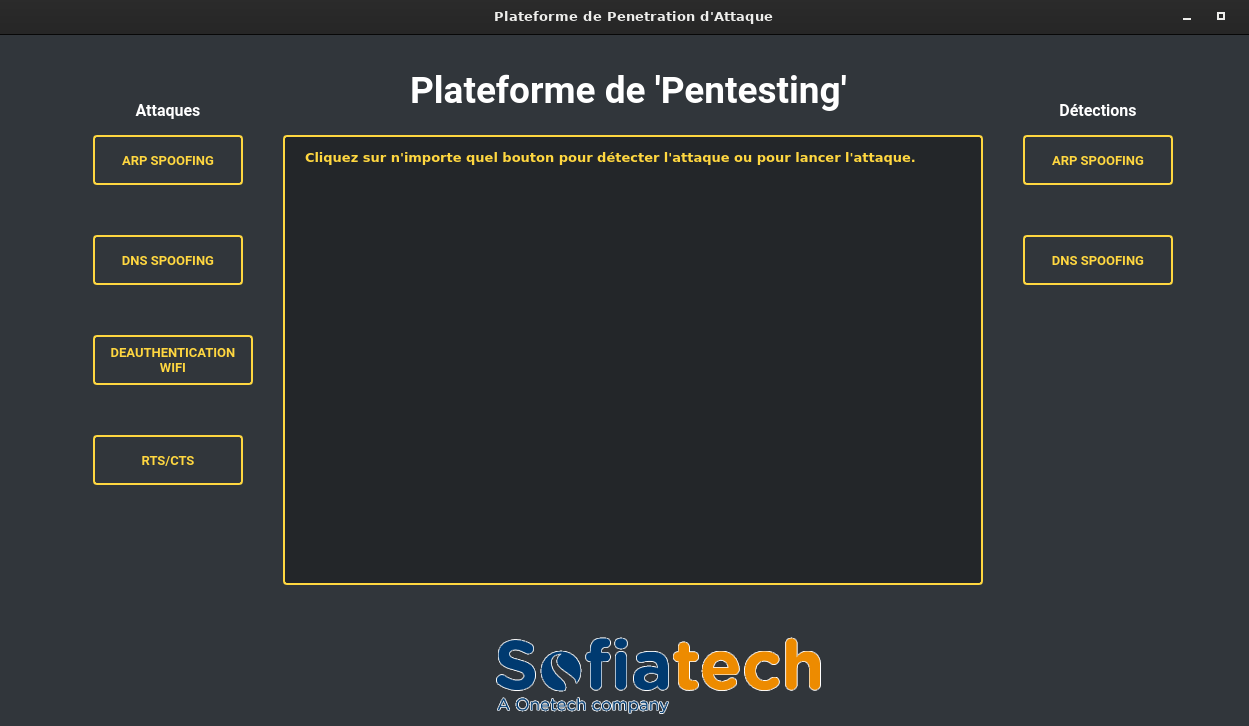 Plateforme de Penetration d'Attaque
Plateforme de 'Pentesting'
Attaques
Détections
Cliquez sur n'importe quel bouton pour détecter l'attaque ou pour lancer l'attaque.
ARP SPOOFING
DNS SPOOFING
DEAUTHENTICATION
WIFI
RTS/CTS
ARP SPOOFING
DNS SPOOFING
Sofiatech
A Onetech company